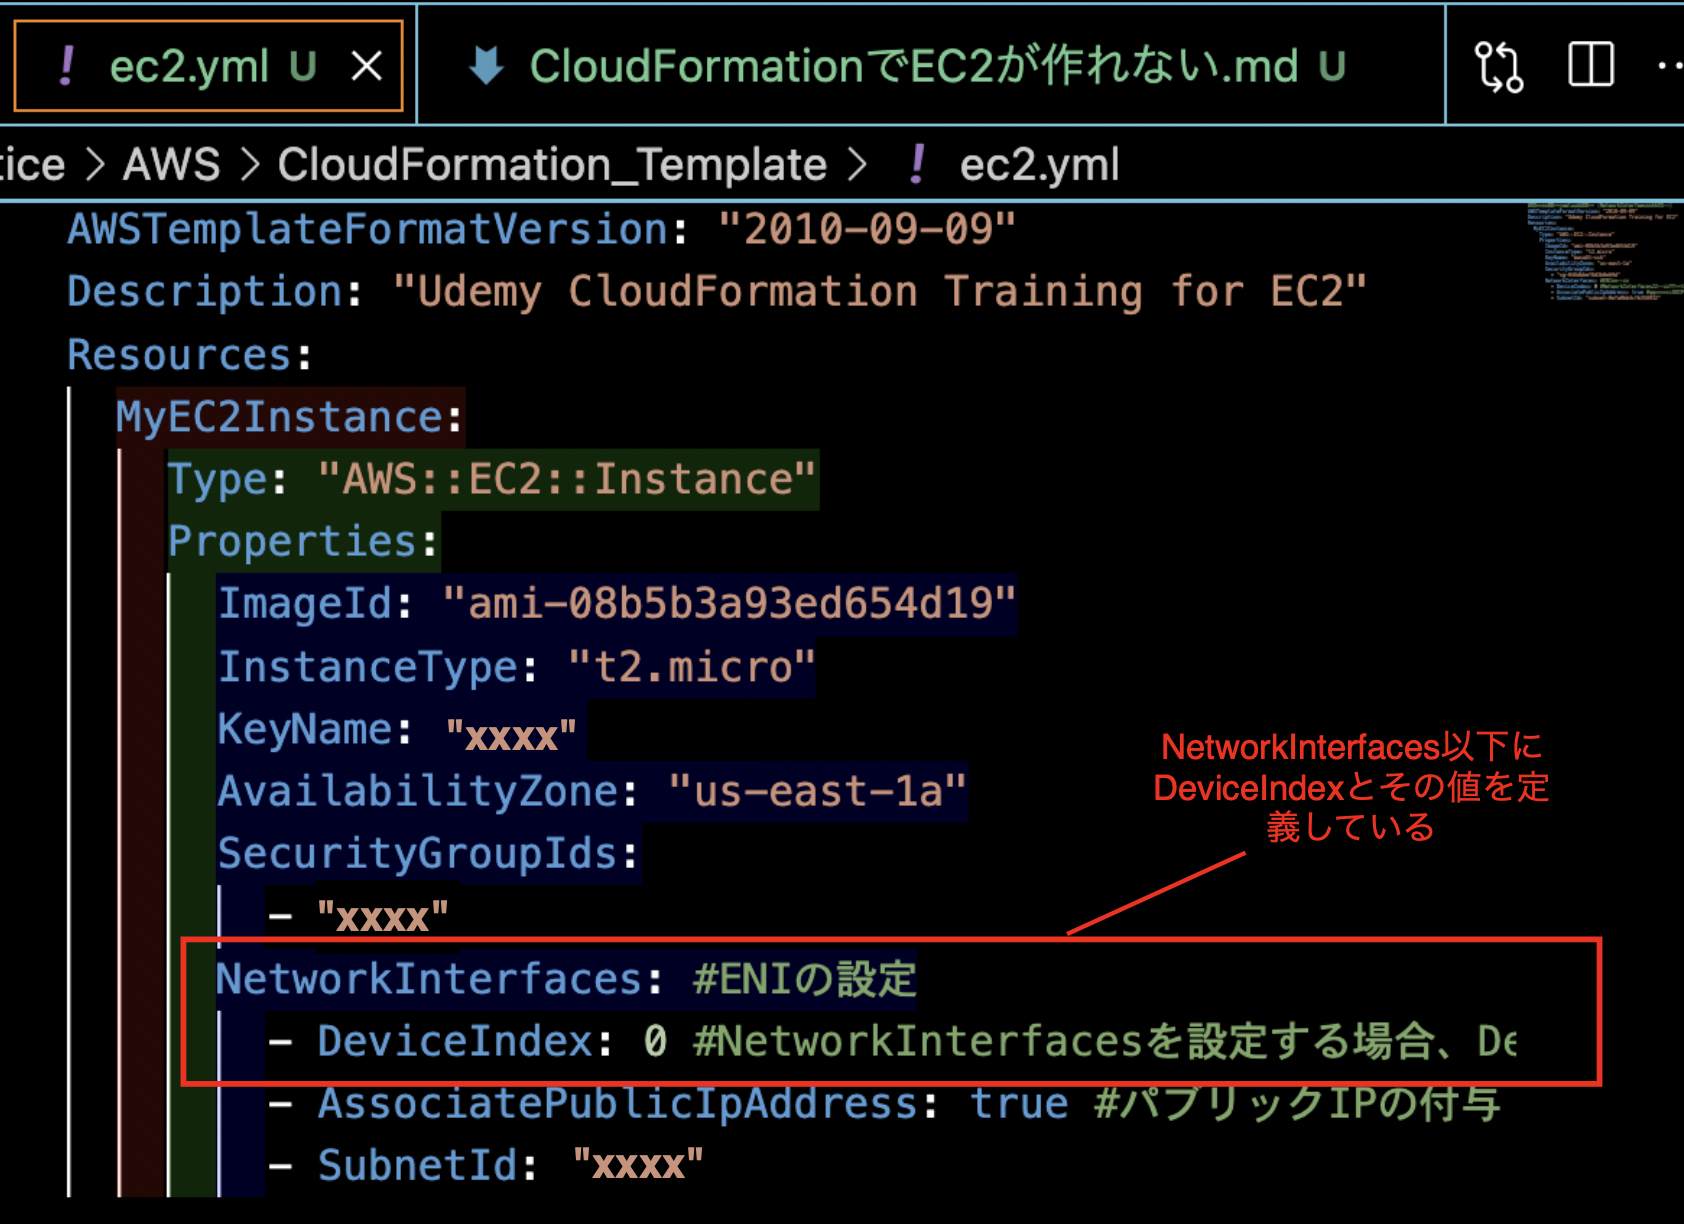 ! ec2.yml U × CloudFormationでEC2が作れない.md U
tice > AWS > CloudFormation_Template > ! ec2.yml
AWSTemplateFormatVersion: "2010-09-09"
Description: "Udemy CloudFormation Training for EC2"
Resources:
MyEC2Instance:
Type: "AWS::EC2::Instance"
Properties:
ImageId: "ami-08b5b3a93ed654d19"
InstanceType: "t2.micro"
KeyName: "xxxx"
AvailabilityZone: "us-east-1a"
SecurityGroupIds:
- "xxxx"
NetworkInterfaces: #ENIの設定
- DeviceIndex: 0 #NetworkInterfacesを設定する場合、De
- AssociatePublicIpAddress: true #パブリックIPの付与
- SubnetId: "xxxx"
NetworkInterfaces以下に
DeviceIndexとその値を定
義している